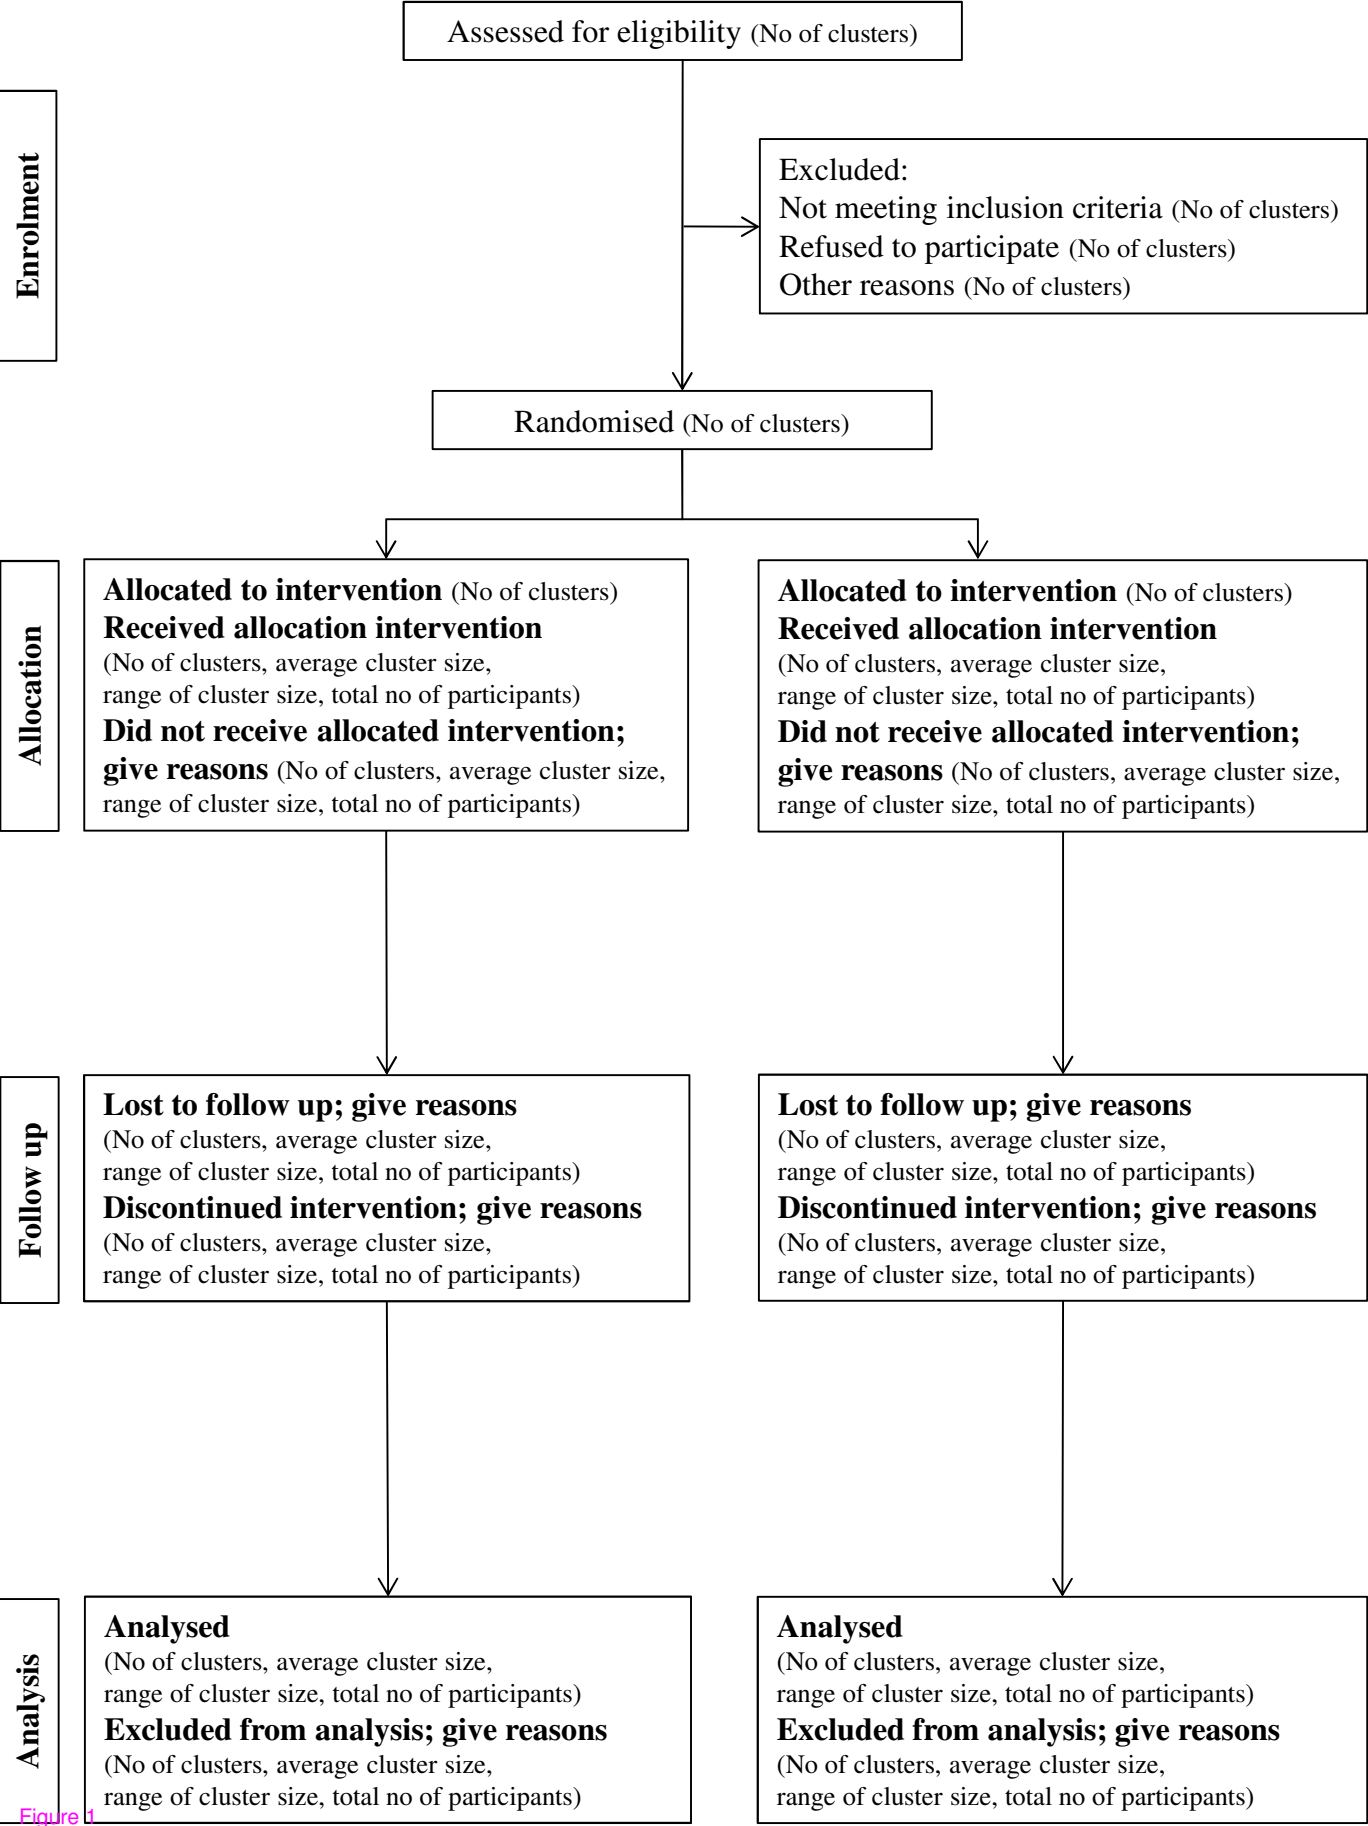 Assessed for eligibility (No of clusters)
Enrolment
Excluded:
Not meeting inclusion criteria (No of clusters)
Refused to participate (No of clusters)
Other reasons (No of clusters)
Randomised (No of clusters)
Allocation
Allocated to intervention (No of clusters)
Received allocation intervention
(No of clusters, average cluster size,
range of cluster size, total no of participants)
Did not receive allocated intervention;
give reasons (No of clusters, average cluster size,
range of cluster size, total no of participants)
Allocated to intervention (No of clusters)
Received allocation intervention
(No of clusters, average cluster size,
range of cluster size, total no of participants)
Did not receive allocated intervention;
give reasons (No of clusters, average cluster size,
range of cluster size, total no of participants)
Follow up
Lost to follow up; give reasons
(No of clusters, average cluster size,
range of cluster size, total no of participants)
Discontinued intervention; give reasons
(No of clusters, average cluster size,
range of cluster size, total no of participants)
Lost to follow up; give reasons
(No of clusters, average cluster size,
range of cluster size, total no of participants)
Discontinued intervention; give reasons
(No of clusters, average cluster size,
range of cluster size, total no of participants)
Analysis
Analysed
(No of clusters, average cluster size,
range of cluster size, total no of participants)
Excluded from analysis; give reasons
(No of clusters, average cluster size,
range of cluster size, total no of participants)
Analysed
(No of clusters, average cluster size,
range of cluster size, total no of participants)
Excluded from analysis; give reasons
(No of clusters, average cluster size,
range of cluster size, total no of participants)
Figure 1